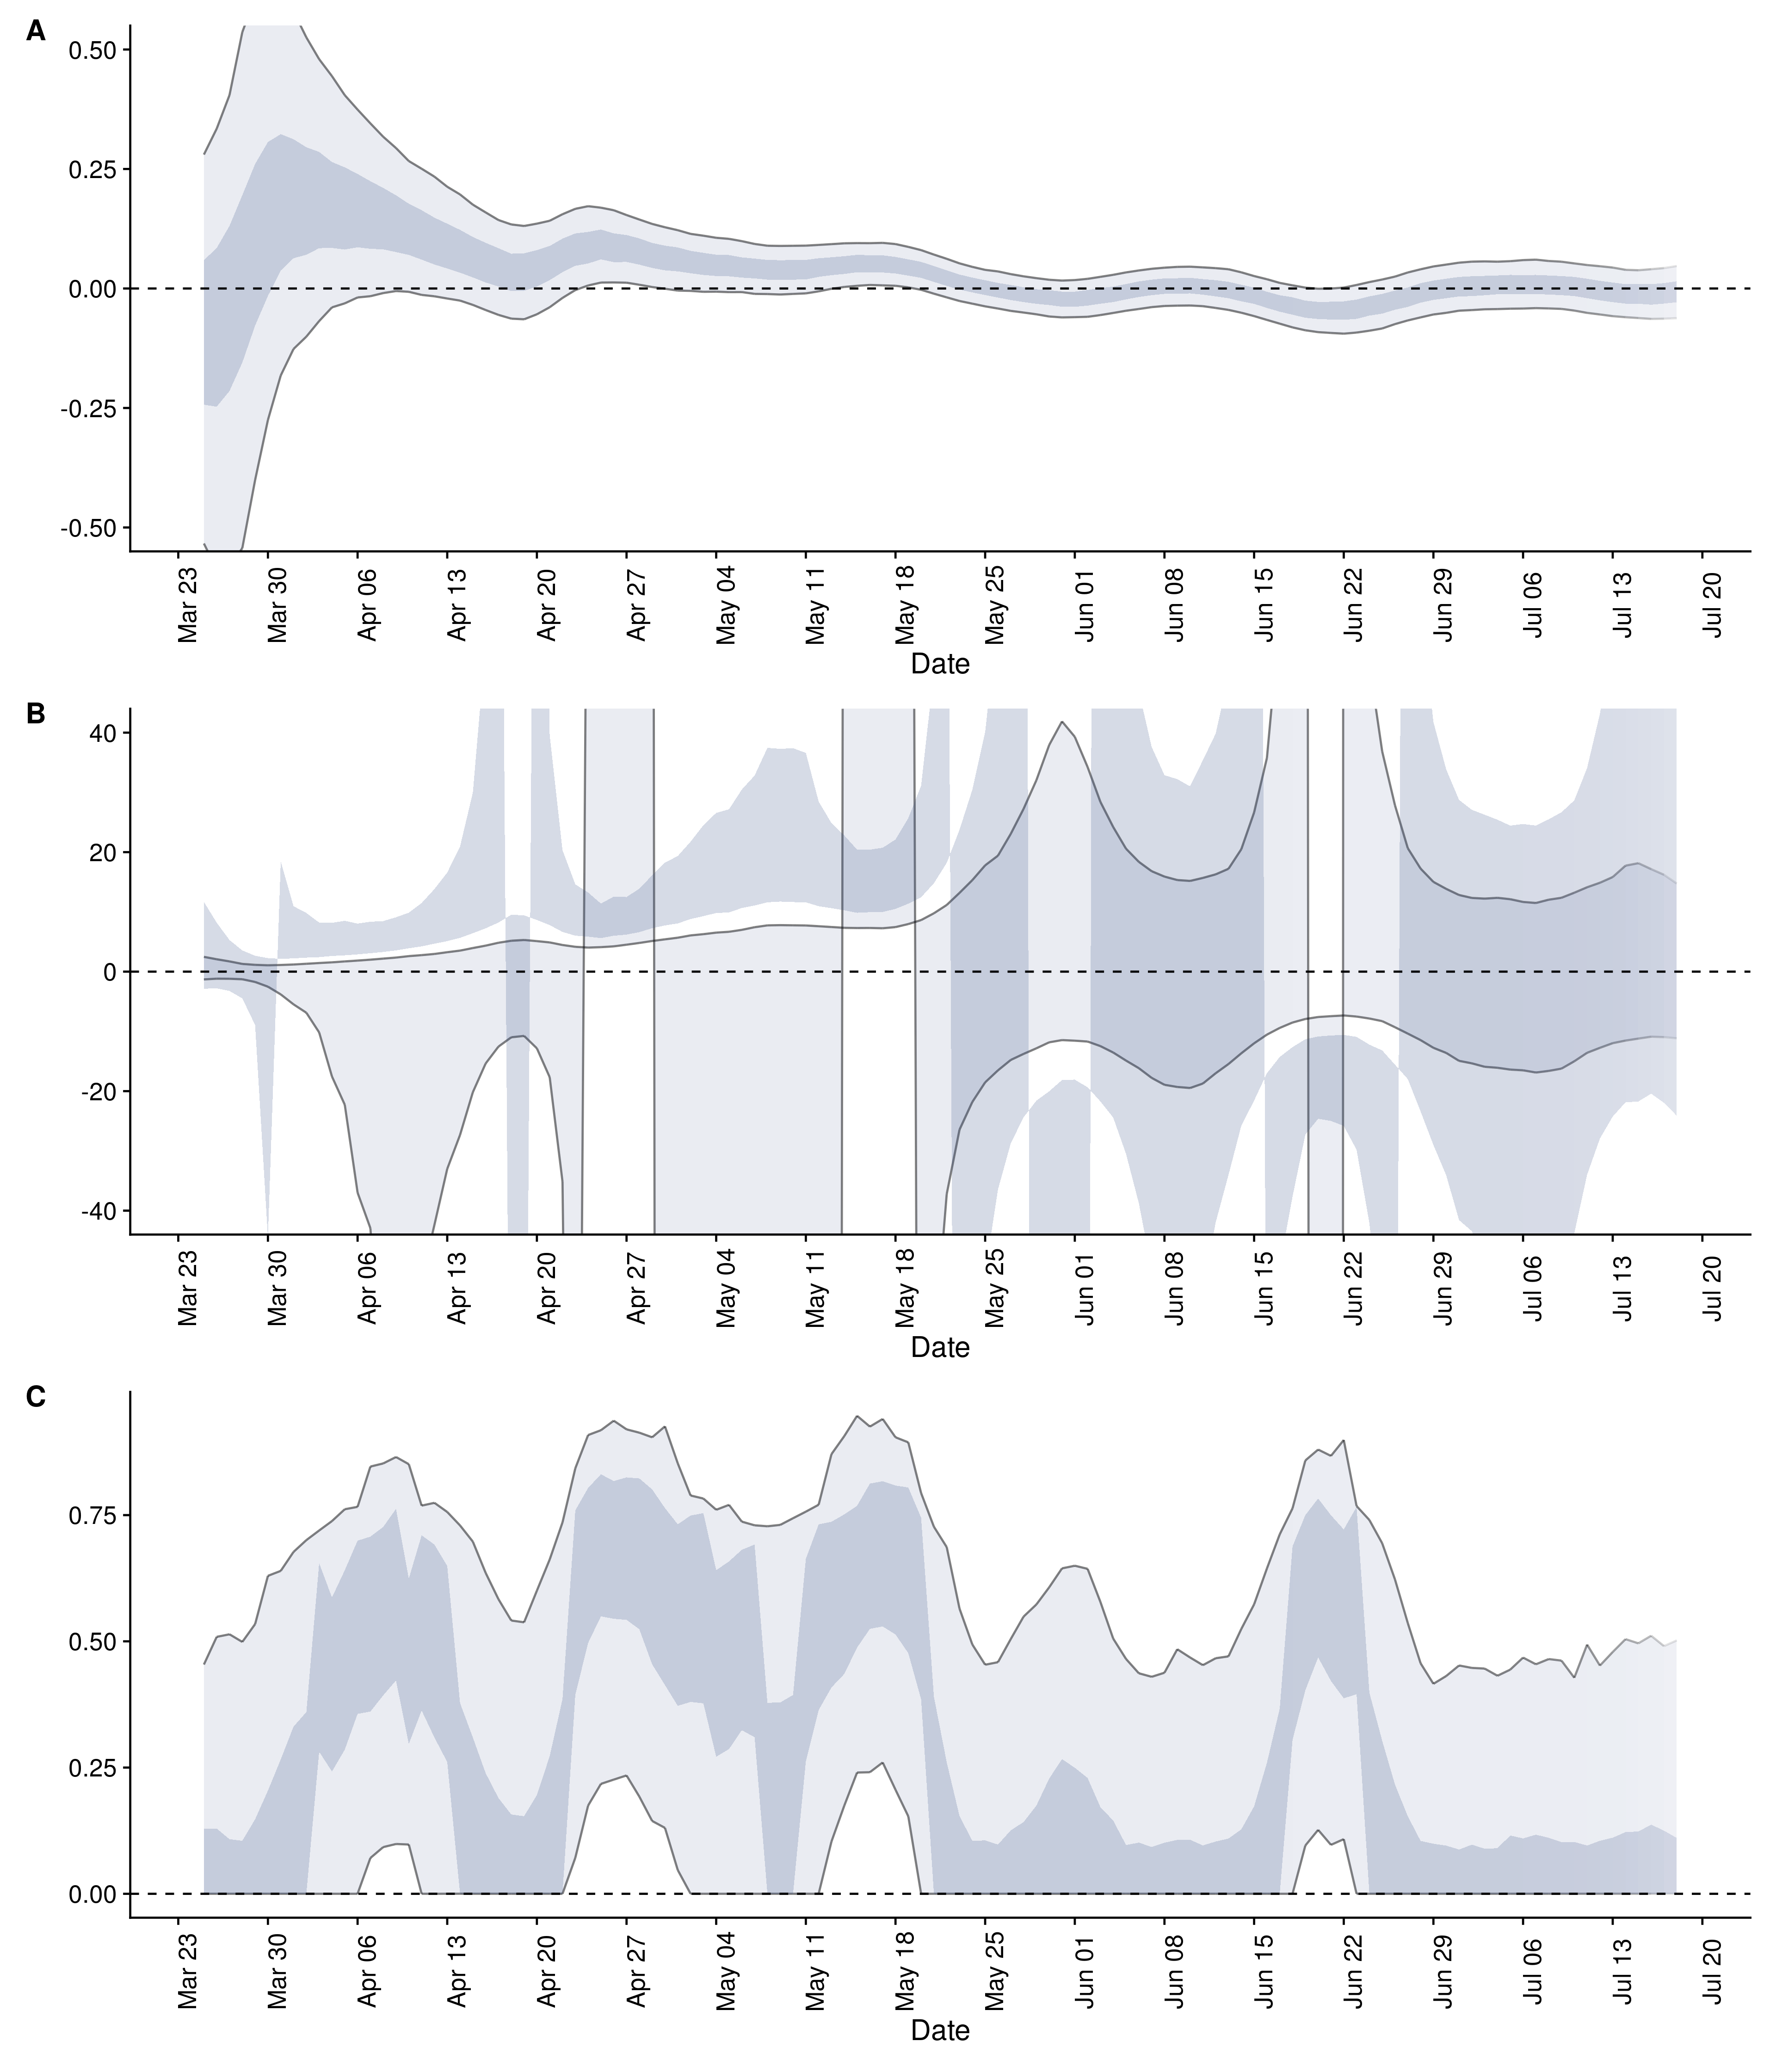 A
0.50
0.25
0.00
-0.25
-0.50
Mar 23
Mar 30
Apr 06
Apr 13
Apr 20
Apr 27
May 04
May 11
May 18
May 25
Jun 01
Jun 08
Jun 15
Jun 22
Jun 29
Jul 06
Jul 13
Jul 20
Date
B
40
20
0
-20
-40
Mar 23
Mar 30
Apr 06
Apr 13
Apr 20
Apr 27
May 04
May 11
May 18
May 25
Jun 01
Jun 08
Jun 15
Jun 22
Jun 29
Jul 06
Jul 13
Jul 20
Date
C
0.75
0.50
0.25
0.00
Mar 23
Mar 30
Apr 06
Apr 13
Apr 20
Apr 27
May 04
May 11
May 18
May 25
Jun 01
Jun 08
Jun 15
Jun 22
Jun 29
Jul 06
Jul 13
Jul 20
Date